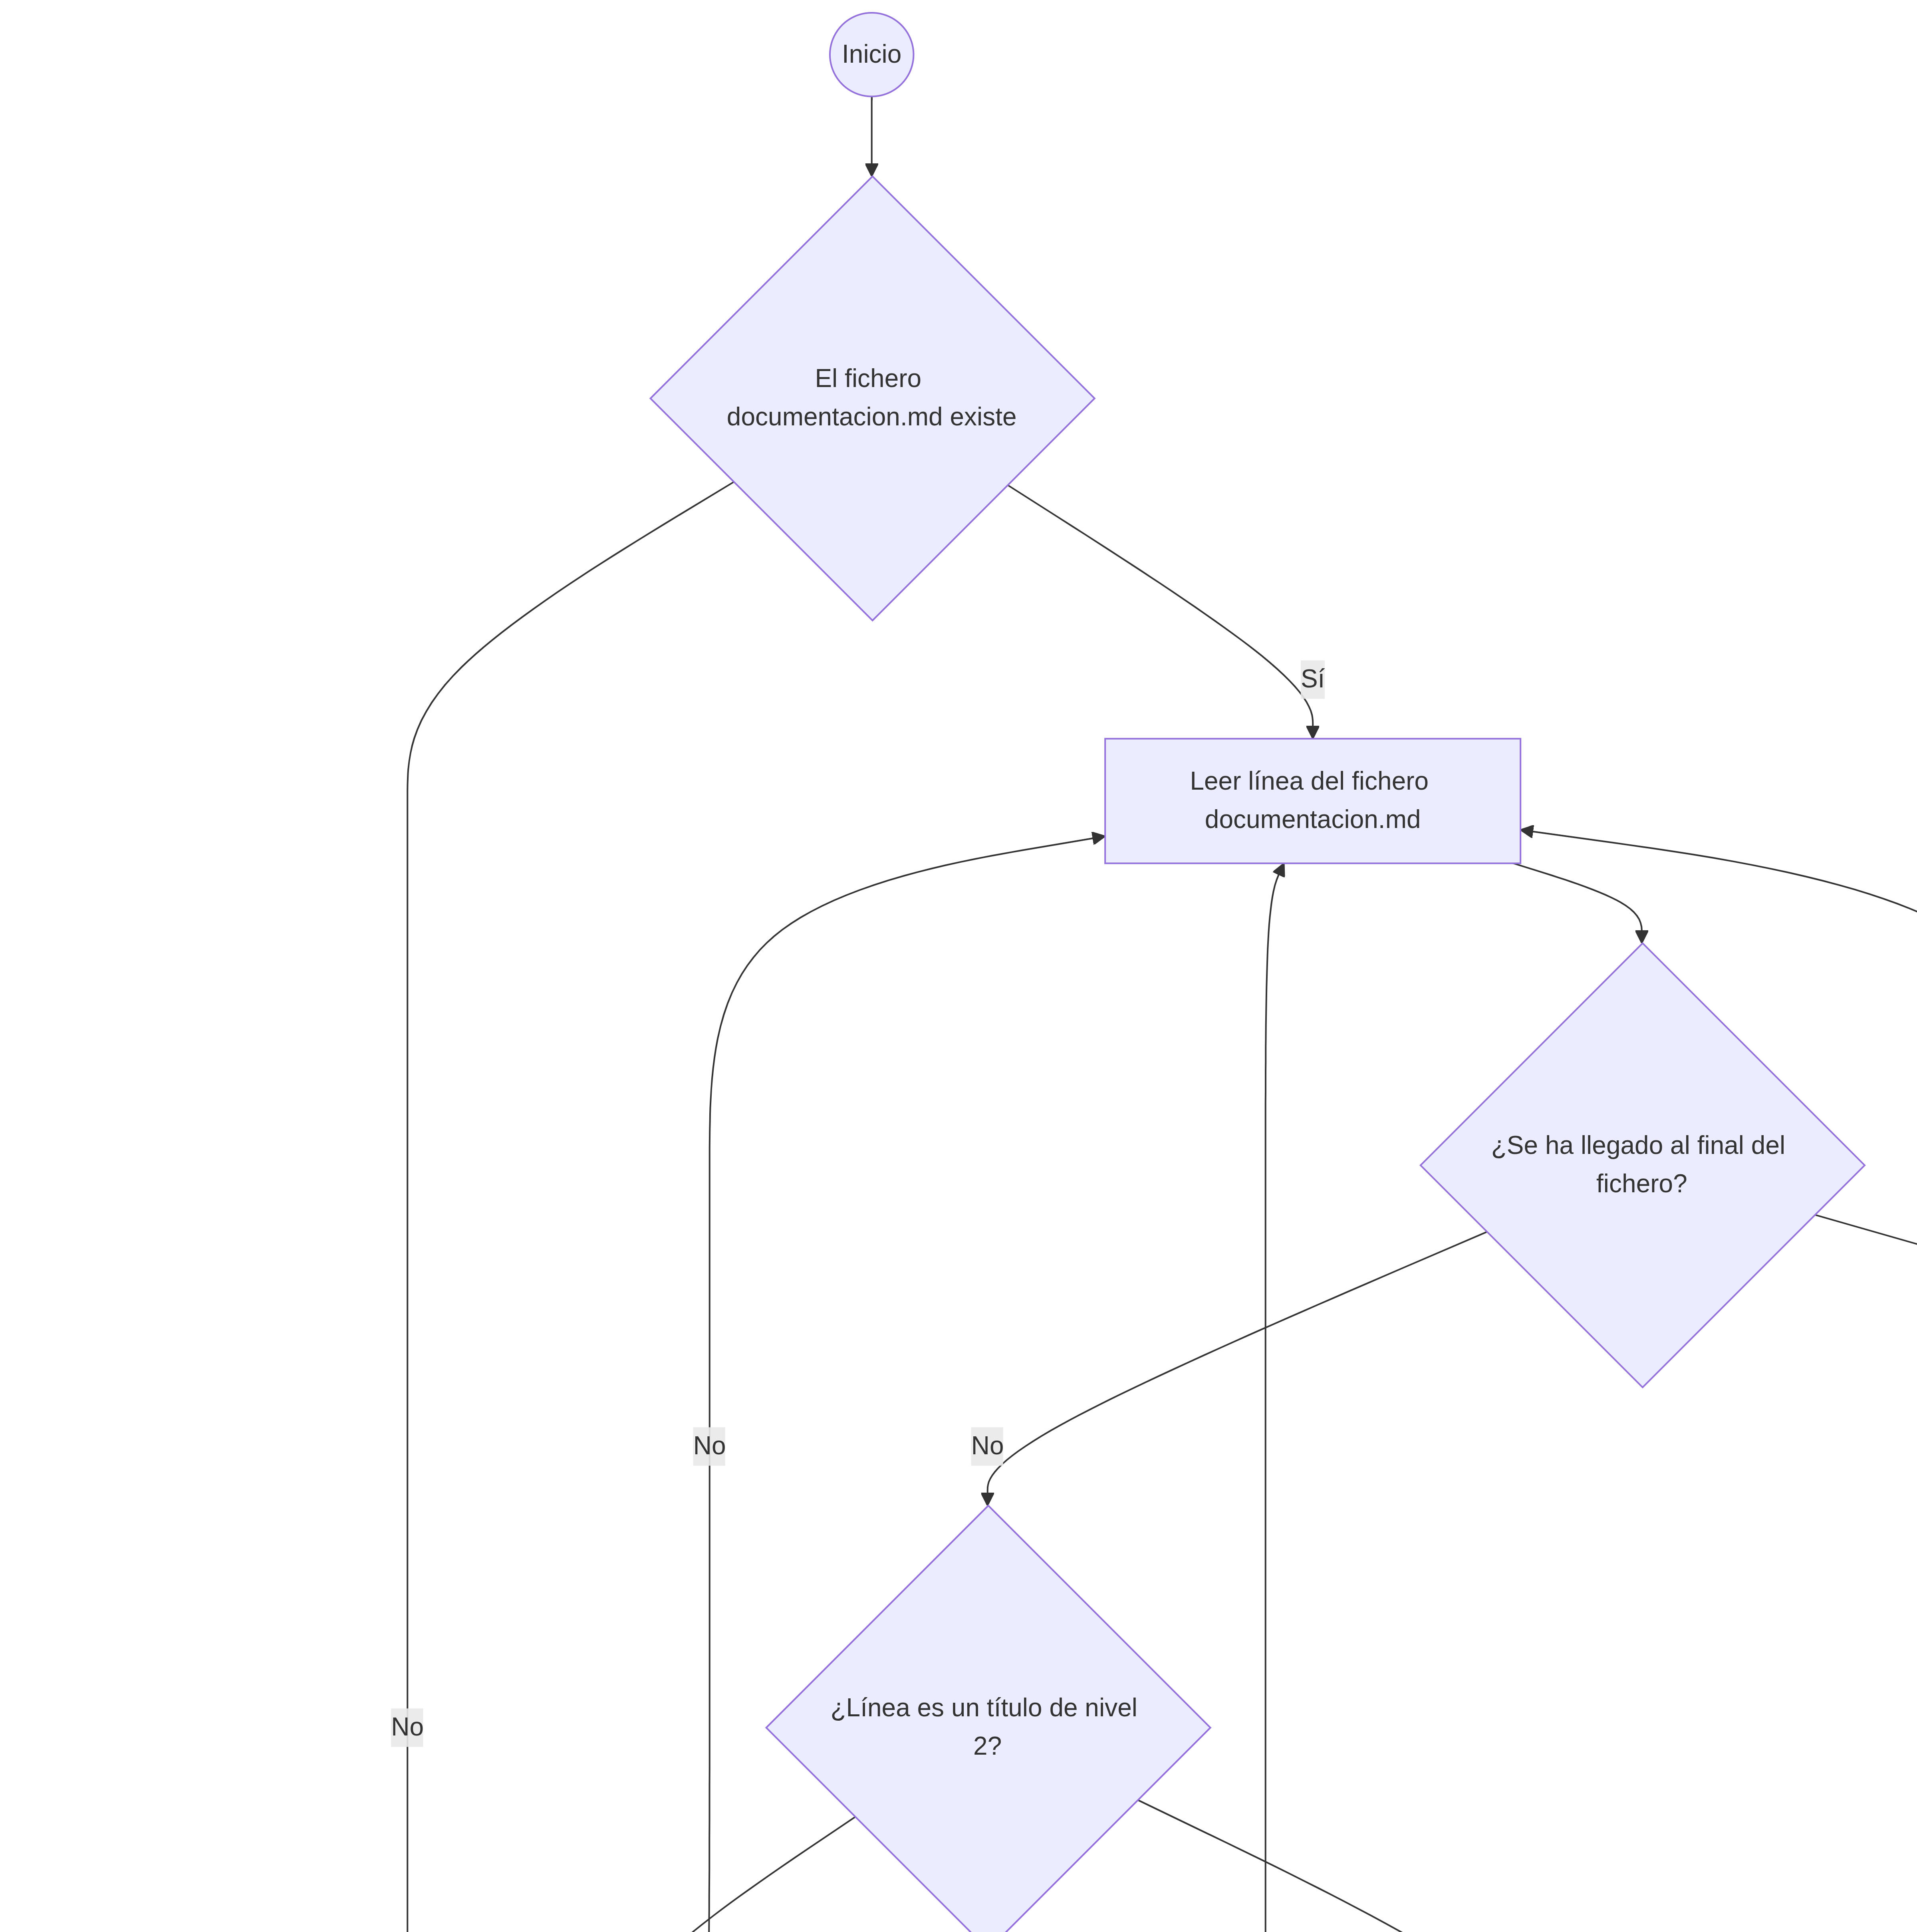 Inicio
El fichero
documentacion.md existe
Sí
Leer línea del fichero
documentacion.md
¿Se ha llegado al final del
fichero?
No
No
¿Línea es un título de nivel
2?
No